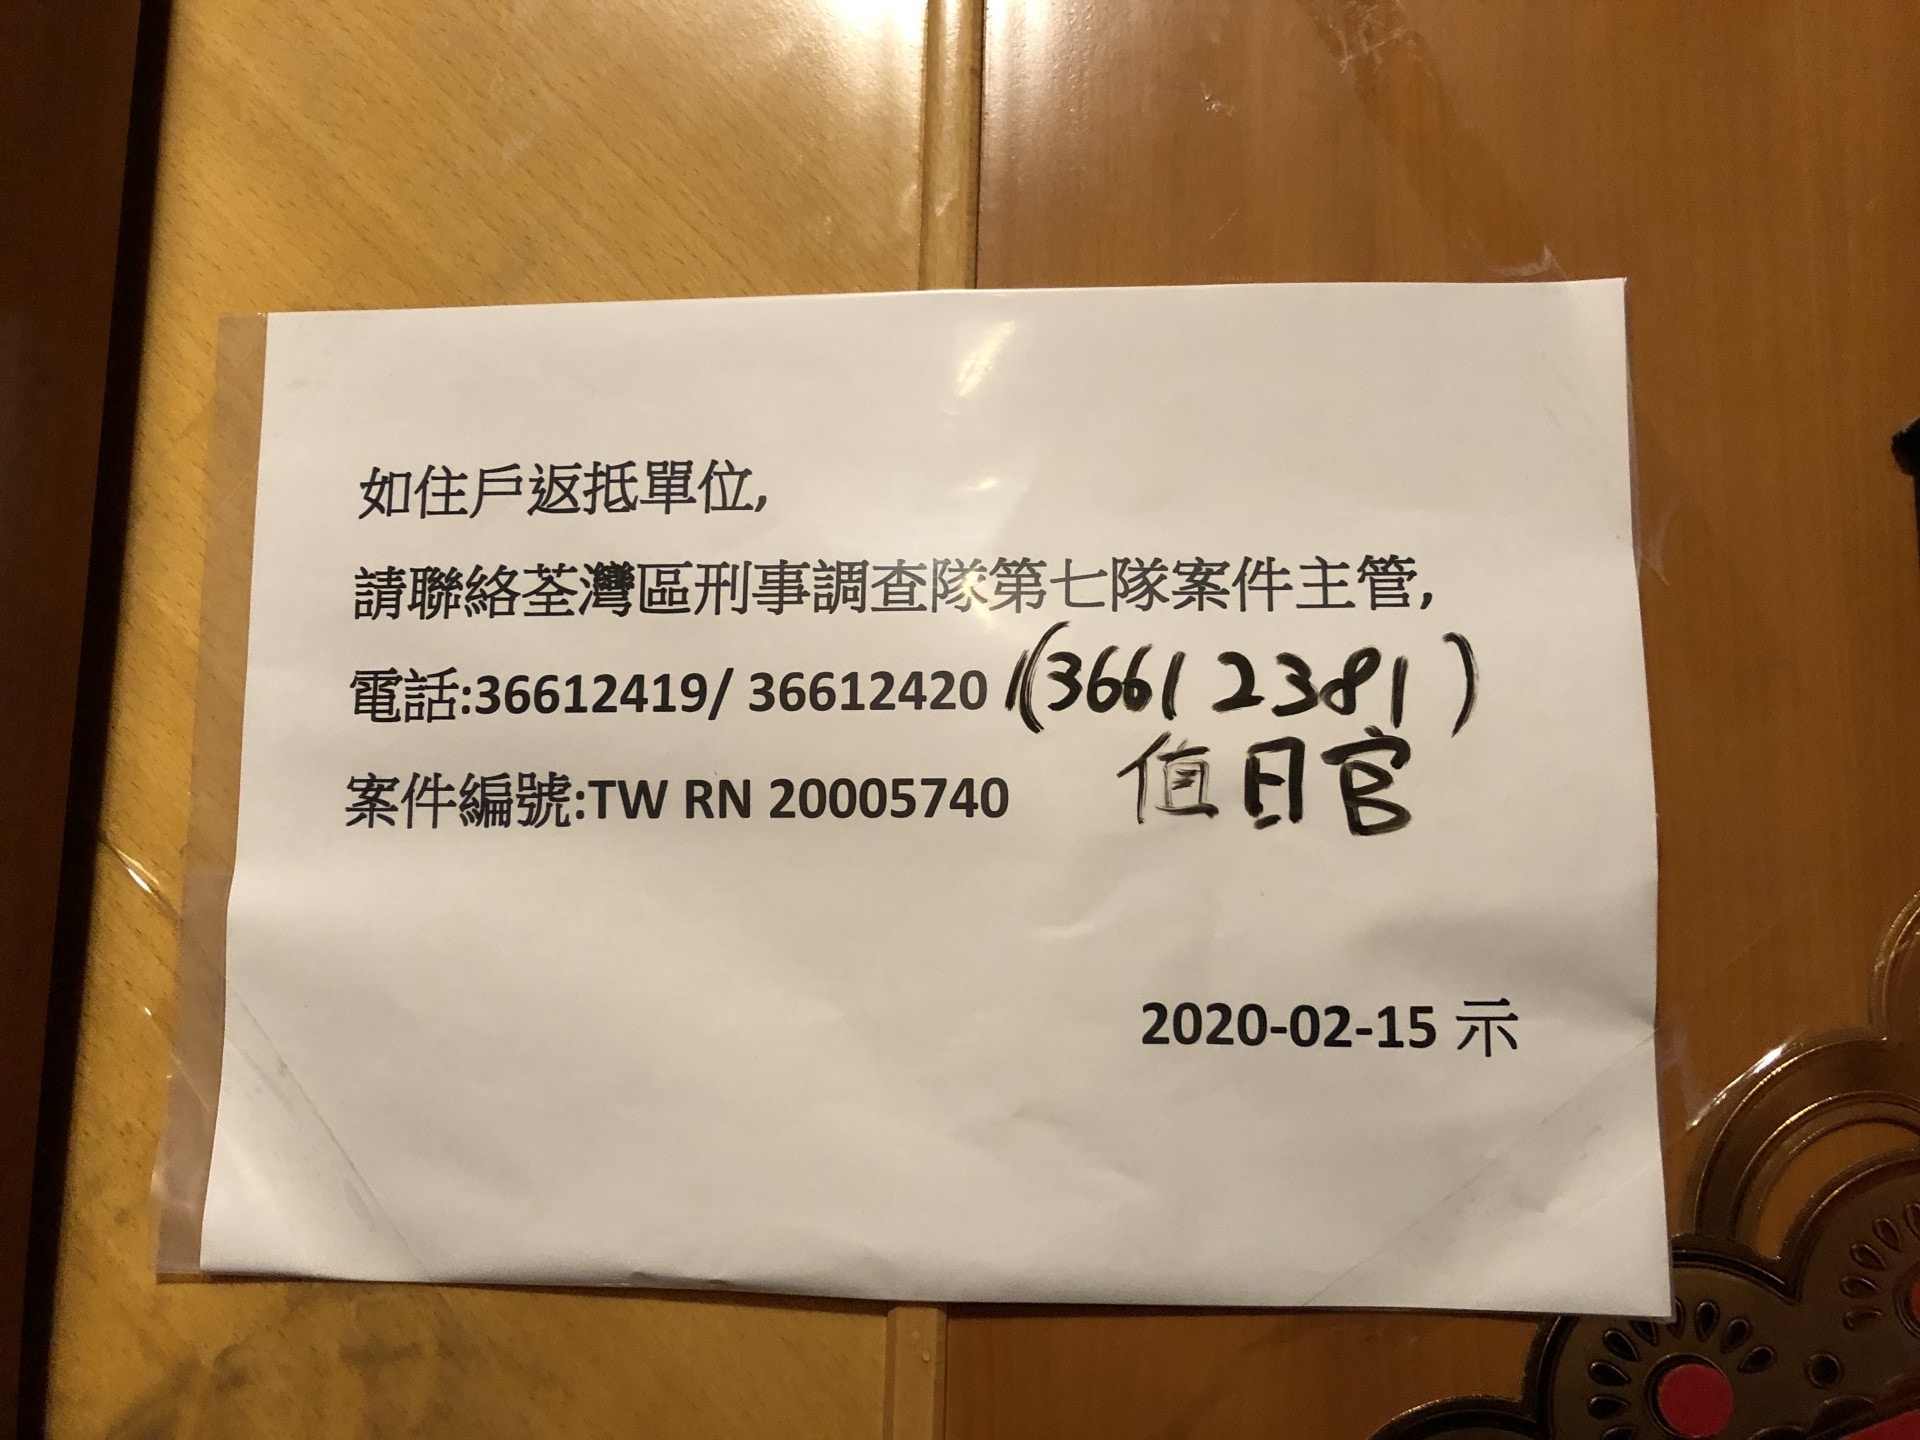 如住戶返抵單位,
請聯絡荃灣區刑事調查隊第七隊案件主管,
電話:36612419/ 36612420 /(3661 2381)
值日官
案件編號:TW RN 20005740
2020-02-15 示